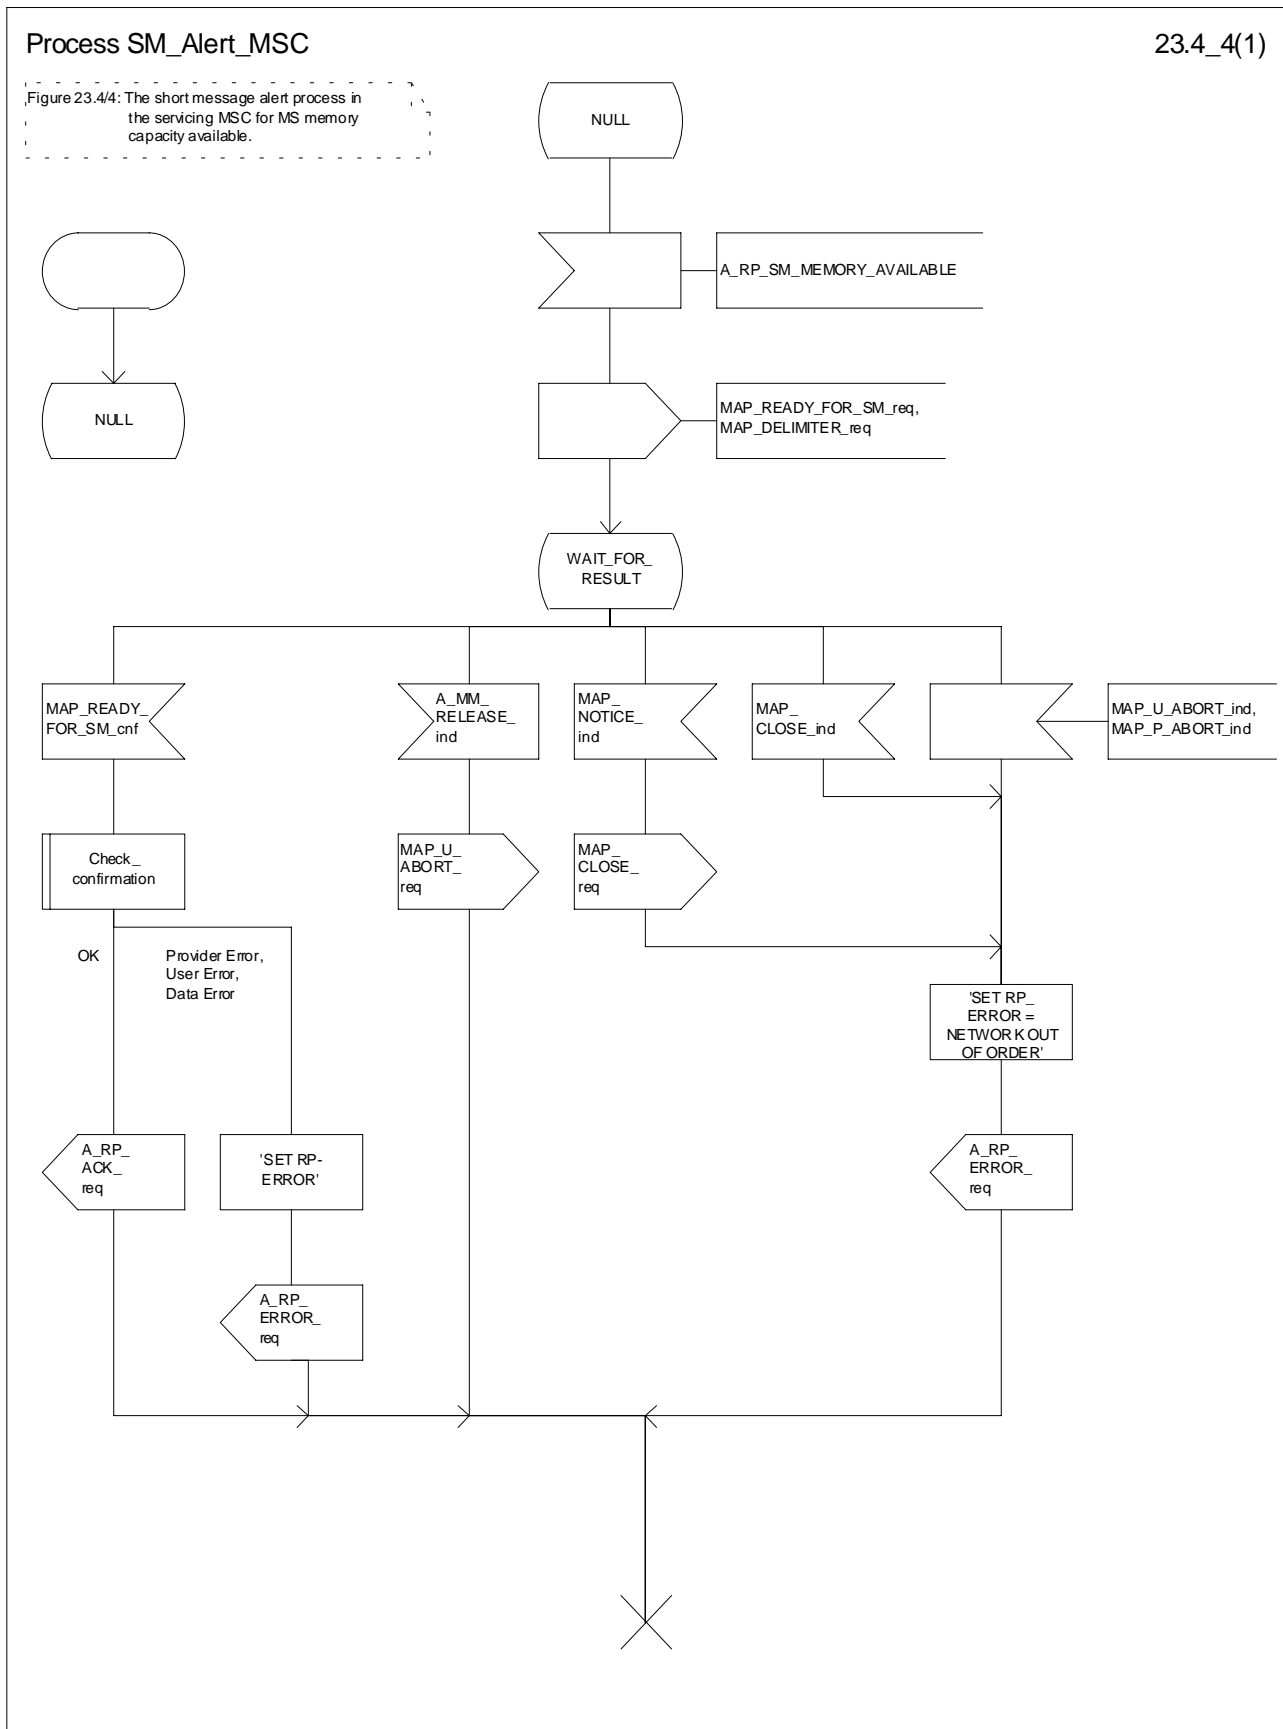 Process SM_Alert_MSC
23.4_4(1)
Figure 23.4/4: The short message alert process in
the servicing MSC for MS memory
capacity available.
NULL
A_RP_SM_MEMORY_AVAILABLE
NULL
MAP_READY_FOR_SM_req,
MAP_DELIMITER_req
WAIT_FOR_
RESULT
MAP_READY_
FOR_SM_cnf
A_MM_
RELEASE_
ind
MAP_
NOTICE_
ind
MAP_
CLOSE_ind
MAP_U_ABORT_ind,
MAP_P_ABORT_ind
Check_
confirmation
MAP_U_
ABORT_
req
MAP_
CLOSE_
req
OK
Provider Error,
User Error,
Data Error
'SET RP_
ERROR =
NETWORK OUT
OF ORDER'
A_RP_
ACK_
req
'SET RP-
ERROR'
A_RP_
ERROR_
req
A_RP_
ERROR_
req